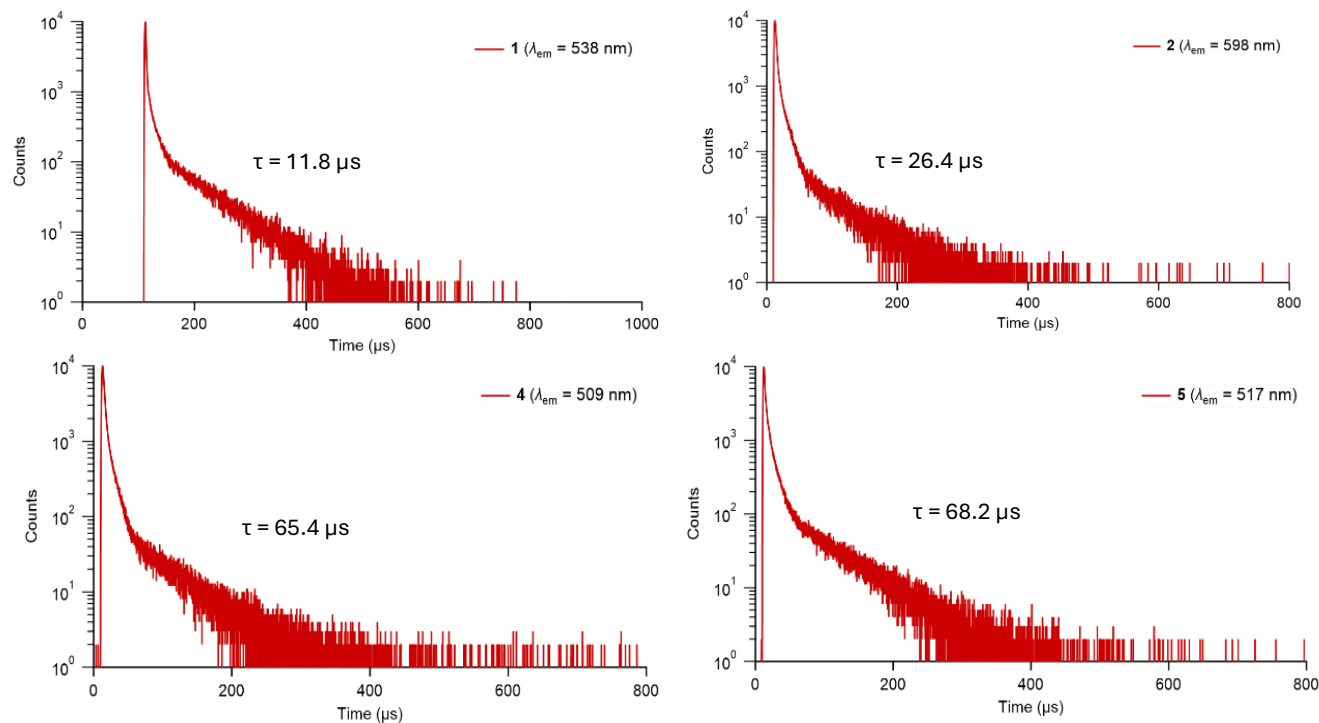 10⁴
10³
10²
10¹
10⁰
Counts
1 (λem = 538 nm)
τ = 11.8 µs
0 200 400 600 800 1000
Time (µs)
10⁴
10³
10²
10¹
10⁰
Counts
2 (λem = 598 nm)
τ = 26.4 µs
0 200 400 600 800
Time (µs)
10⁴
10³
10²
10¹
10⁰
Counts
4 (λem = 509 nm)
τ = 65.4 µs
0 200 400 600 800
Time (µs)
10⁴
10³
10²
10¹
10⁰
Counts
5 (λem = 517 nm)
τ = 68.2 µs
0 200 400 600 800
Time (µs)